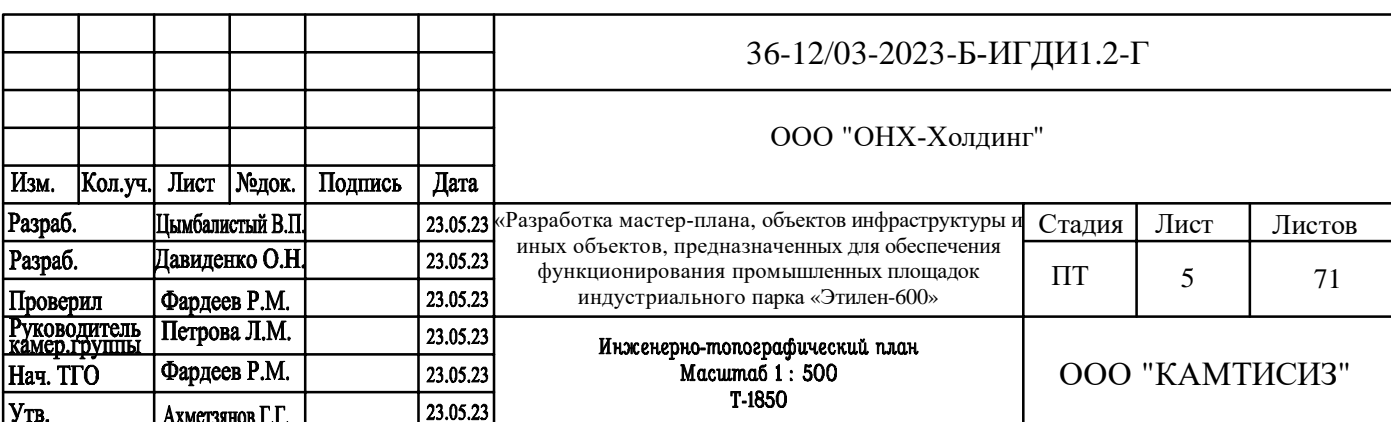 36-12/03-2023-Б-ИГДИ1.2-Г
ООО "ОНХ-Холдинг"
Изм. Кол.уч. Лист №док. Подпись Дата
Разраб. Цымбалистый В.П. 23.05.23
Разраб. Давиденко О.Н. 23.05.23
Проверил Фардеев Р.М. 23.05.23
Руководитель
камер.группы Петрова Л.М. 23.05.23
Нач. ТГО Фардеев Р.М. 23.05.23
Утв. Ахметзянов Г.Г. 23.05.23
«Разработка мастер-плана, объектов инфраструктуры и
иных объектов, предназначенных для обеспечения
функционирования промышленных площадок
индустриального парка «Этилен-600»
Стадия Лист Листов
ПТ 5 71
Инженерно-топографический план
Масштаб 1 : 500
Т-1850
ООО "КАМТИСИЗ"